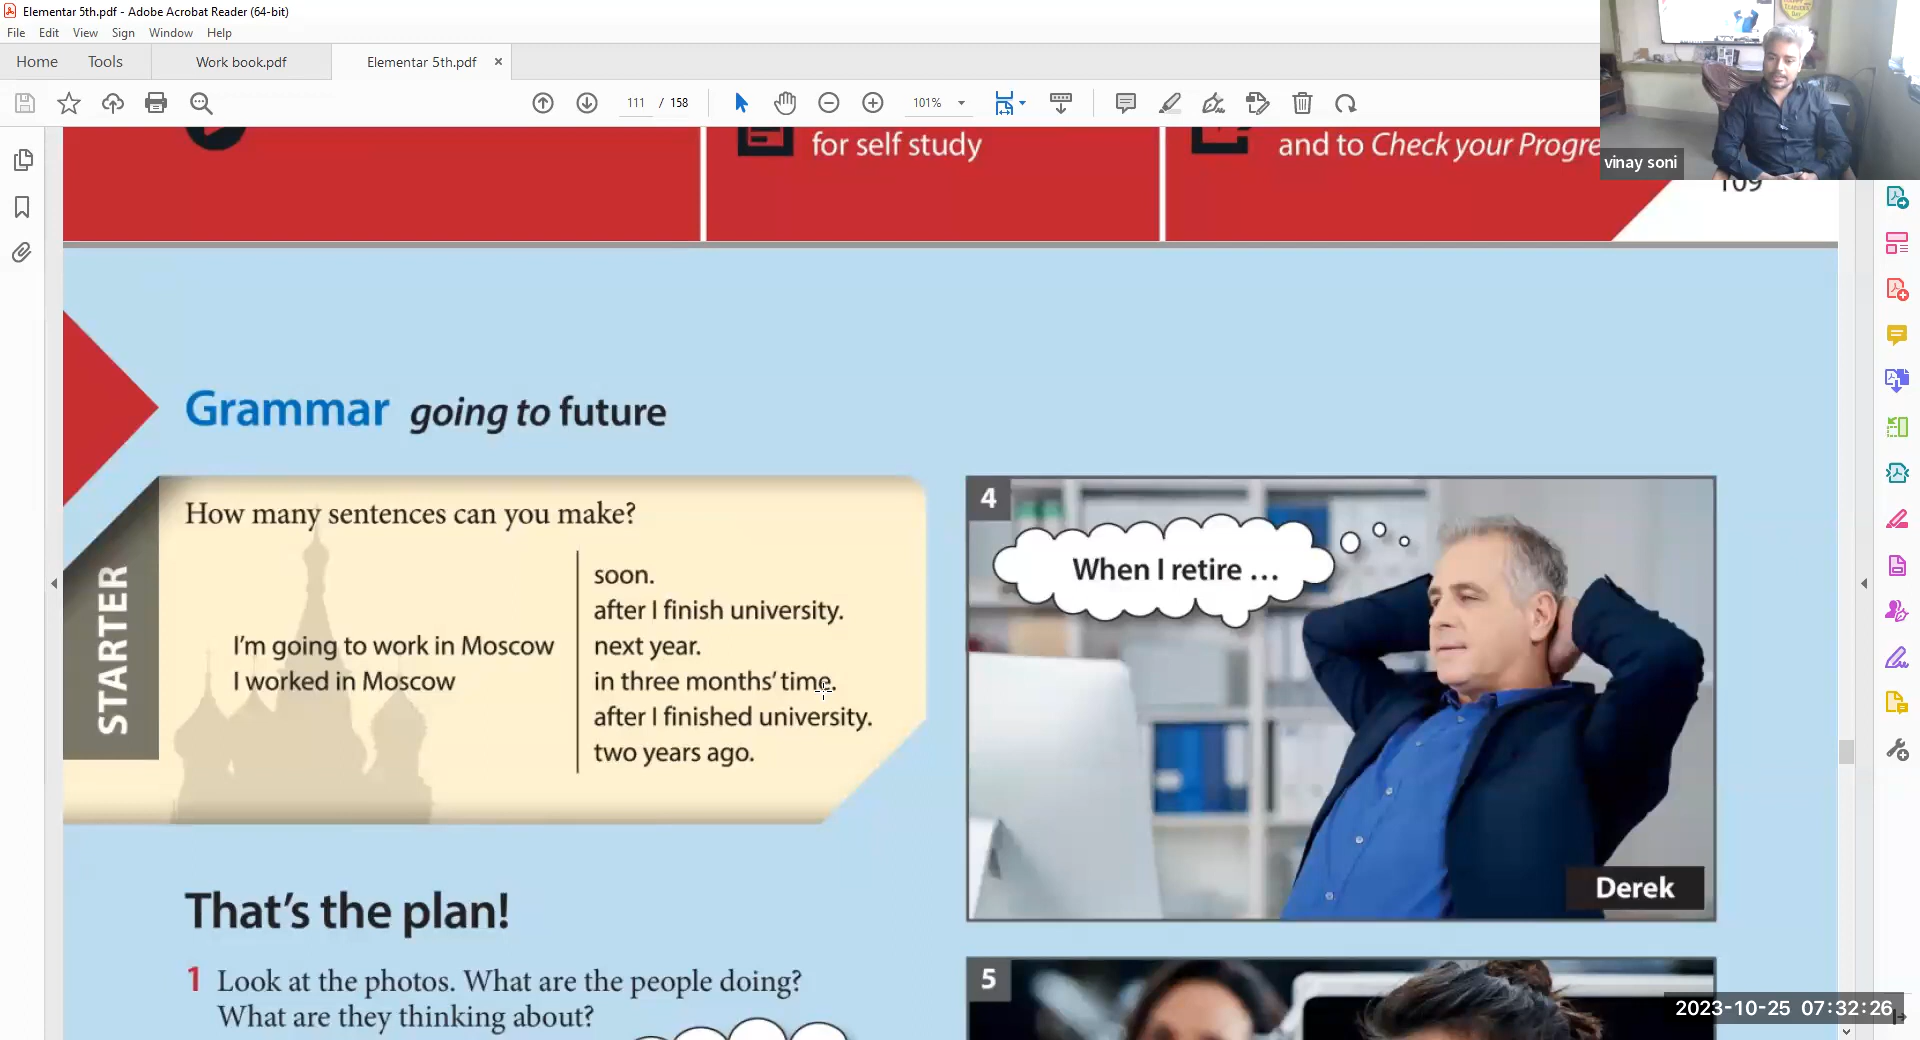 Elementar 5th.pdf - Adobe Acrobat Reader (64-bit)
File Edit View Sign Window Help
Home Tools Work book.pdf Elementar 5th.pdf ×
111 / 158 101%
vinay soni
for self study
and to Check your Progre
109
Grammar going to future
STARTER
How many sentences can you make?
I'm going to work in Moscow
I worked in Moscow
soon.
after I finish university.
next year.
in three months' time.
after I finished university.
two years ago.
4
When I retire ...
Derek
That's the plan!
1 Look at the photos. What are the people doing?
What are they thinking about?
5
2023-10-25 07:32:26